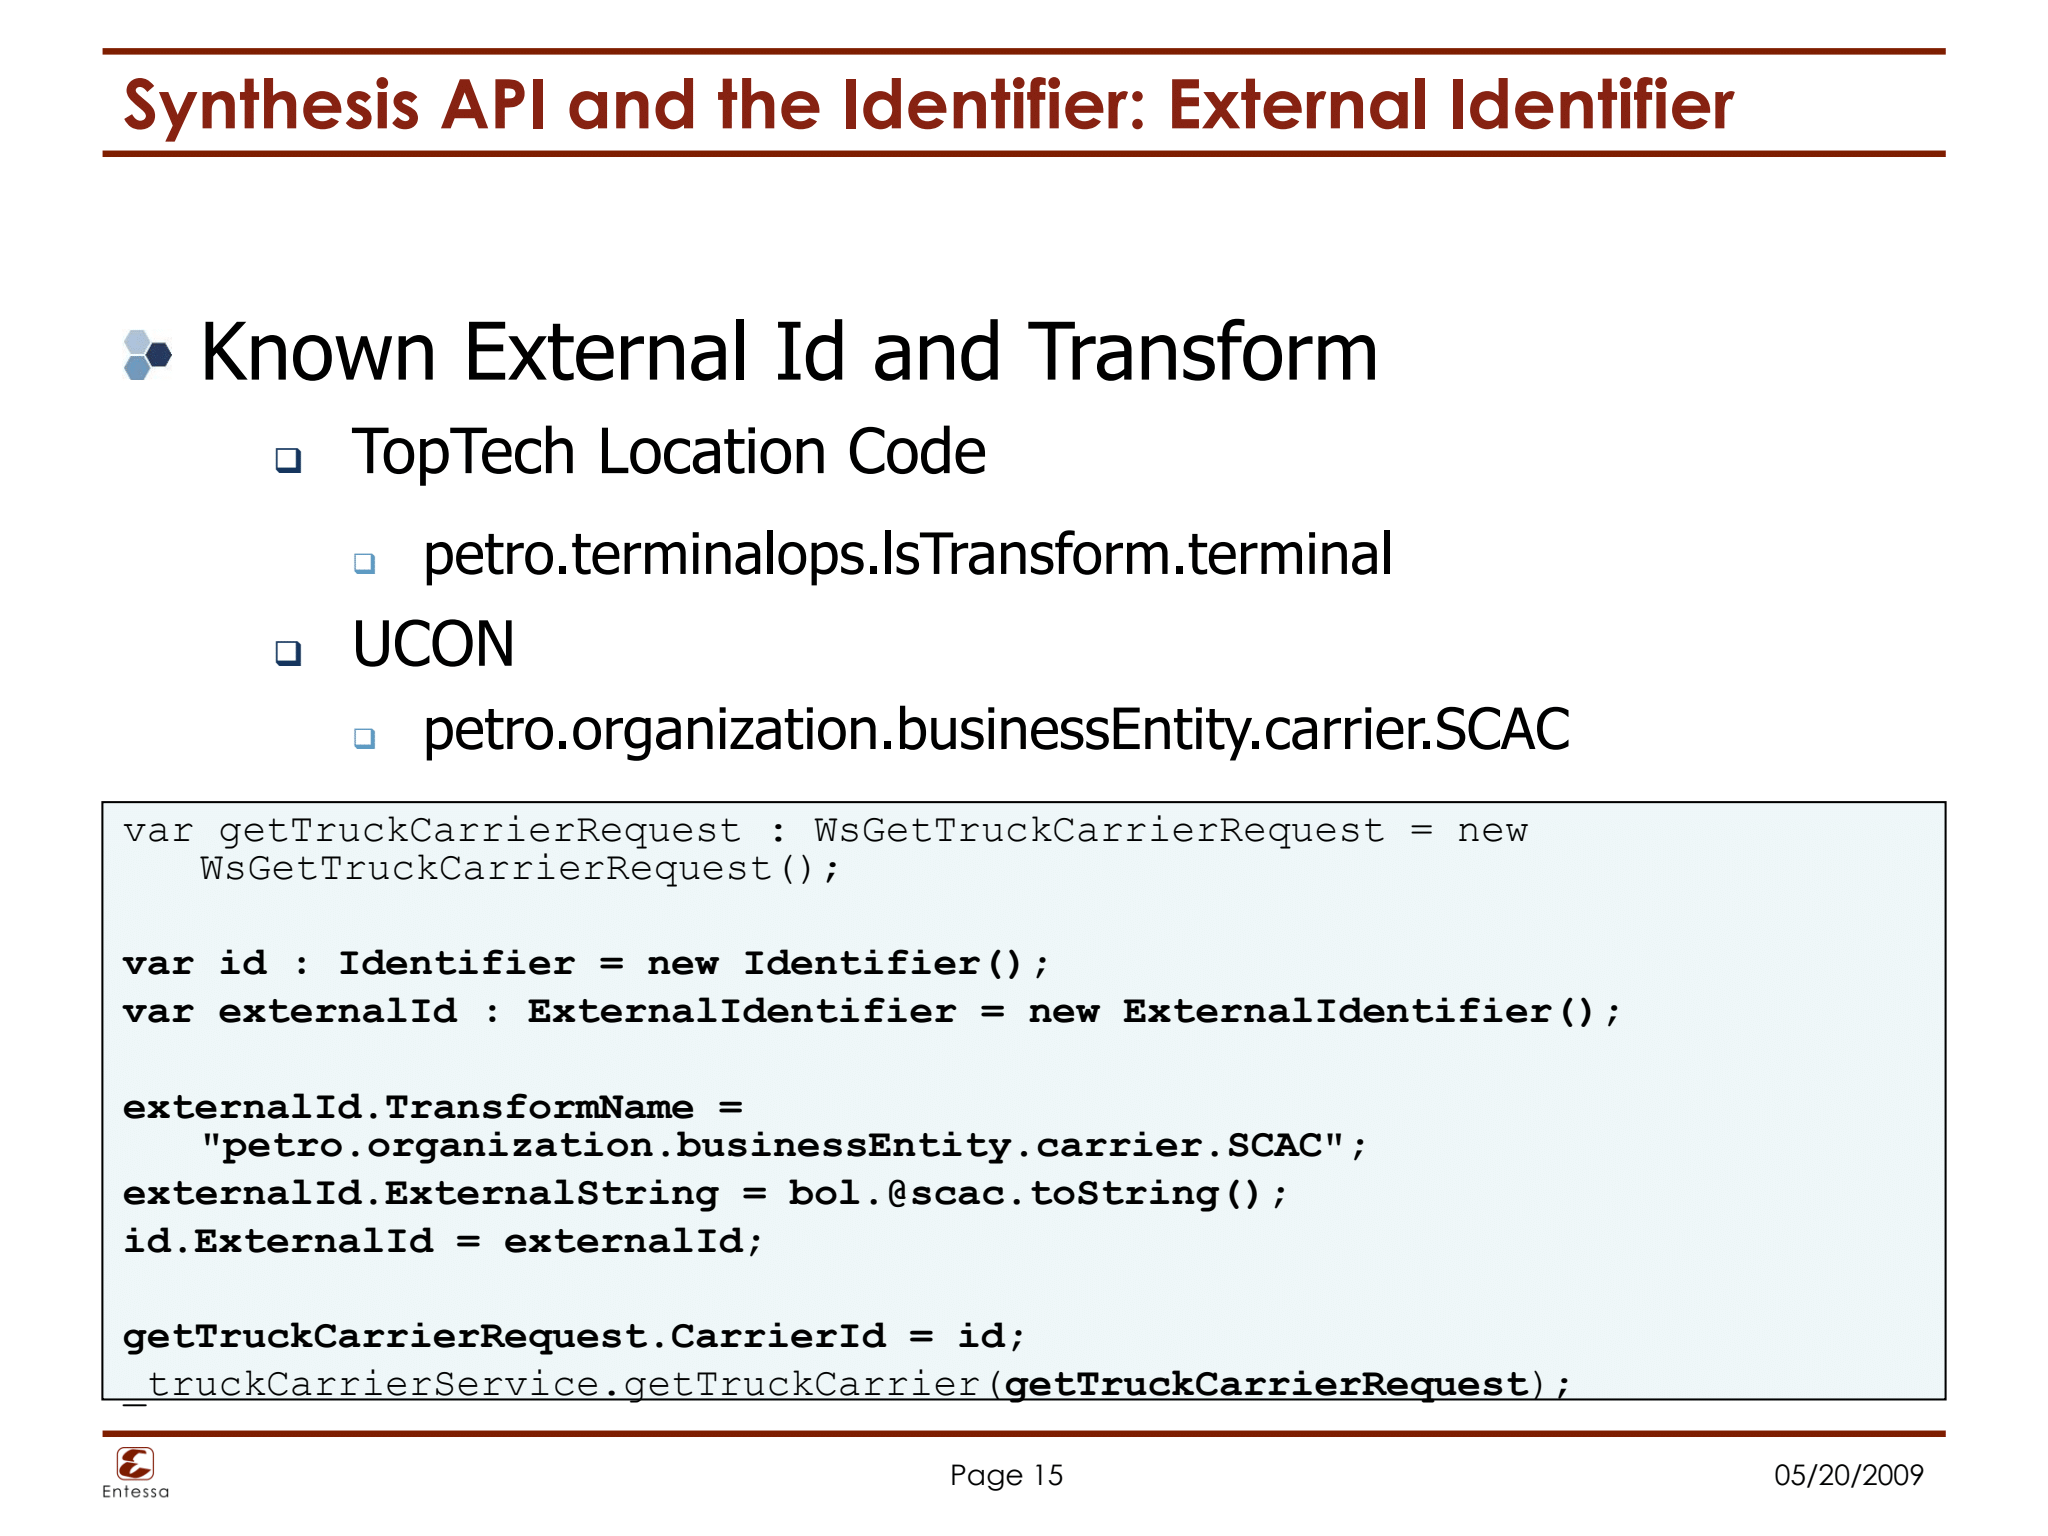 Synthesis API and the Identifier: External Identifier
Known External Id and Transform
TopTech Location Code
petro.terminalops.lsTransform.terminal
UCON
petro.organization.businessEntity.carrier.SCAC
var getTruckCarrierRequest : WsGetTruckCarrierRequest = new
WsGetTruckCarrierRequest();
var id : Identifier = new Identifier();
var externalId : ExternalIdentifier = new ExternalIdentifier();
externalId.TransformName =
"petro.organization.businessEntity.carrier.SCAC";
externalId.ExternalString = bol.@scac.toString();
id.ExternalId = externalId;
getTruckCarrierRequest.CarrierId = id;
_truckCarrierService.getTruckCarrier(getTruckCarrierRequest);
Entessa
Page 15
05/20/2009